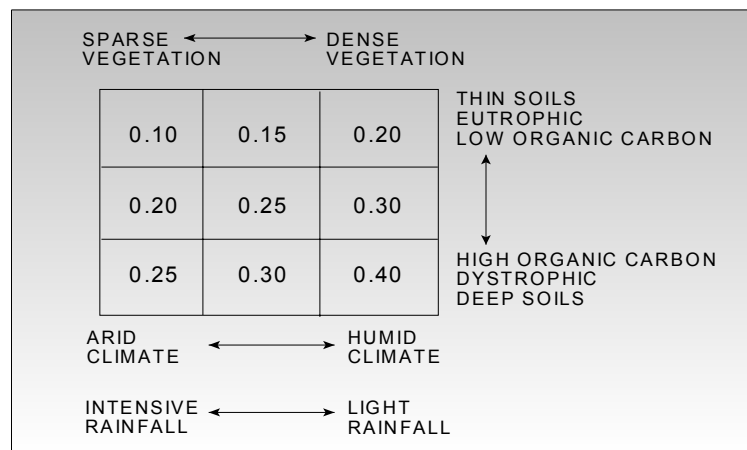 SPARSE DENSE
VEGETATION VEGETATION
THIN SOILS
EUTROPHIC
LOW ORGANIC CARBON
0.10 0.15 0.20
0.20 0.25 0.30
0.25 0.30 0.40
HIGH ORGANIC CARBON
DYSTROPHIC
DEEP SOILS
ARID HUMID
CLIMATE CLIMATE
INTENSIVE LIGHT
RAINFALL RAINFALL